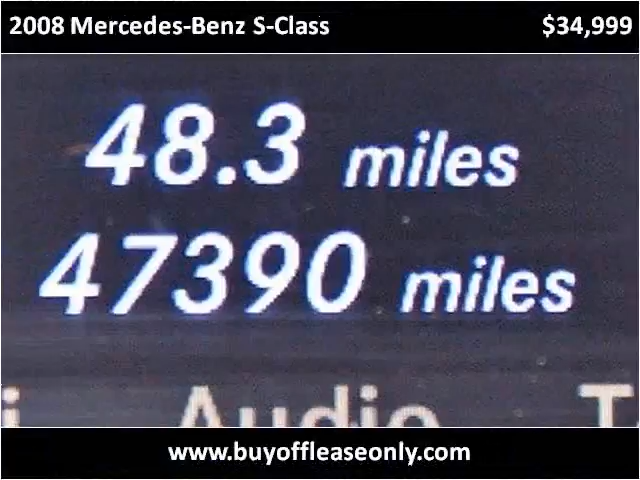 2008 Mercedes-Benz S-Class $34,999
48.3 miles
47390 miles
Audio
www.buyoffleaseonly.com